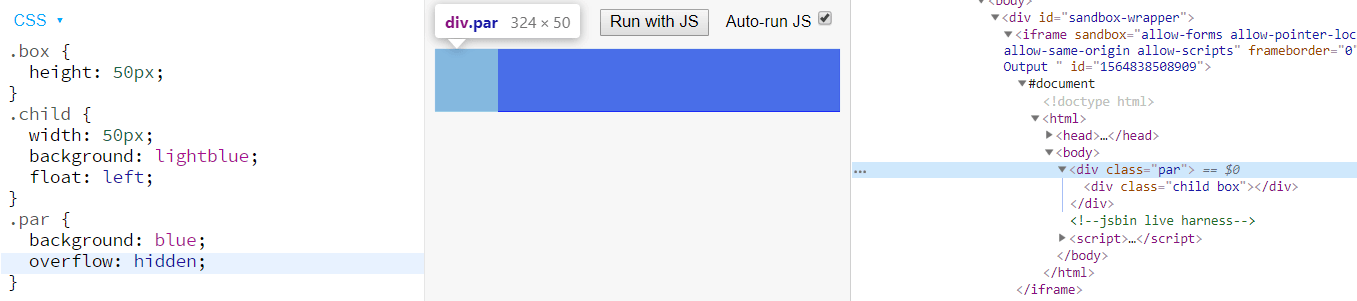 CSS ▾
.box {
height: 50px;
}
.child {
width: 50px;
background: lightblue;
float: left;
}
.par {
background: blue;
overflow: hidden;
}
div.par 324 × 50
Run with JS
Auto-run JS
<body>
▼<div id="sandbox-wrapper">
▼<iframe sandbox="allow-forms allow-pointer-loc
allow-same-origin allow-scripts" frameborder="0"
Output " id="1564838508909">
▼#document
<!doctype html>
▼<html>
▶<head>…</head>
▼<body>
… ▼<div class="par"> == $0
<div class="child box"></div>
</div>
<!--jsbin live harness-->
▶<script>…</script>
</body>
</html>
</iframe>